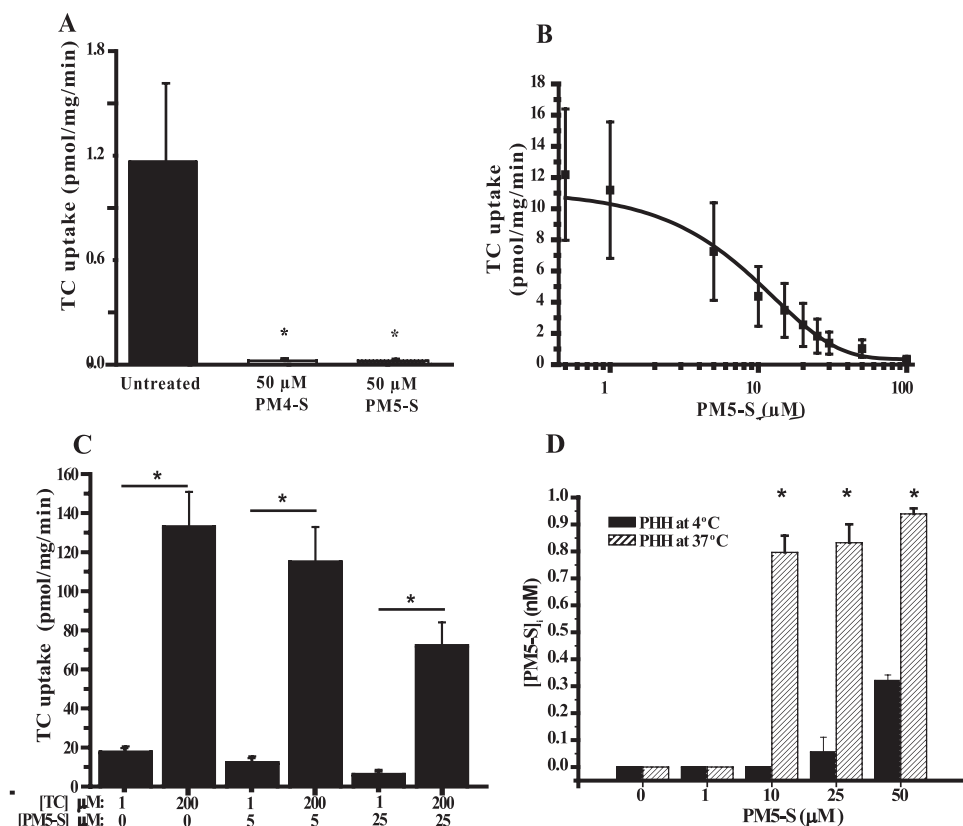 A
TC uptake (pmol/mg/min)
1.8
1.2
0.6
0.0
Untreated
50 μM
PM4-S
50 μM
PM5-S
*
*
B
TC uptake
(pmol/mg/min)
18
16
14
12
10
8
6
4
2
0
1
10
100
PM5-S (μM)
C
TC uptake (pmol/mg/min)
160
140
120
100
80
60
40
20
0
*
*
*
[TC] μM: 1 200 1 200 1 200
[PM5-S] μM: 0 0 5 5 25 25
D
[PM5-S]i (nM)
1.0
0.9
0.8
0.7
0.6
0.5
0.4
0.3
0.2
0.1
0.0
PHH at 4°C
PHH at 37°C
*
*
*
0
1
10
25
50
PM5-S (μM)